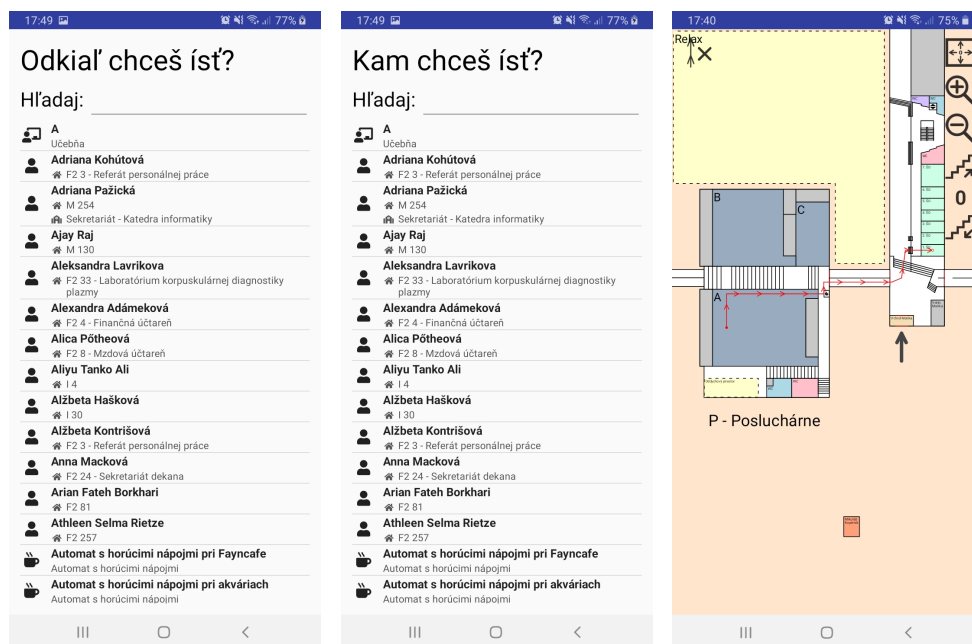 17:49
77%
Odkiaľ chceš ísť?
Hľadaj:
A
Učebňa
Adriana Kohútová
F2 3 - Referát personálnej práce
Adriana Pažická
M 254
Sekretariát - Katedra informatiky
Ajay Raj
M 130
Aleksandra Lavrikova
F2 33 - Laboratórium korpuskulárnej diagnostiky
plazmy
Alexandra Adámeková
F2 4 - Finančná účtareň
Alica Pőtheová
F2 8 - Mzdová účtareň
Aliyu Tanko Ali
I 4
Alžbeta Hašková
I 30
Alžbeta Kontrišová
F2 3 - Referát personálnej práce
Anna Macková
F2 24 - Sekretariát dekana
Arian Fateh Borkhari
F2 81
Athleen Selma Rietze
F2 257
Automat s horúcimi nápojmi pri Fayncafe
Automat s horúcimi nápojmi
Automat s horúcimi nápojmi pri akváriach
Automat s horúcimi nápojmi
17:49
77%
Kam chceš ísť?
Hľadaj:
A
Učebňa
Adriana Kohútová
F2 3 - Referát personálnej práce
Adriana Pažická
M 254
Sekretariát - Katedra informatiky
Ajay Raj
M 130
Aleksandra Lavrikova
F2 33 - Laboratórium korpuskulárnej diagnostiky
plazmy
Alexandra Adámeková
F2 4 - Finančná účtareň
Alica Pőtheová
F2 8 - Mzdová účtareň
Aliyu Tanko Ali
I 4
Alžbeta Hašková
I 30
Alžbeta Kontrišová
F2 3 - Referát personálnej práce
Anna Macková
F2 24 - Sekretariát dekana
Arian Fateh Borkhari
F2 81
Athleen Selma Rietze
F2 257
Automat s horúcimi nápojmi pri Fayncafe
Automat s horúcimi nápojmi
Automat s horúcimi nápojmi pri akváriach
Automat s horúcimi nápojmi
17:40
75%
Relax
B
C
0
A
P - Posluchárne